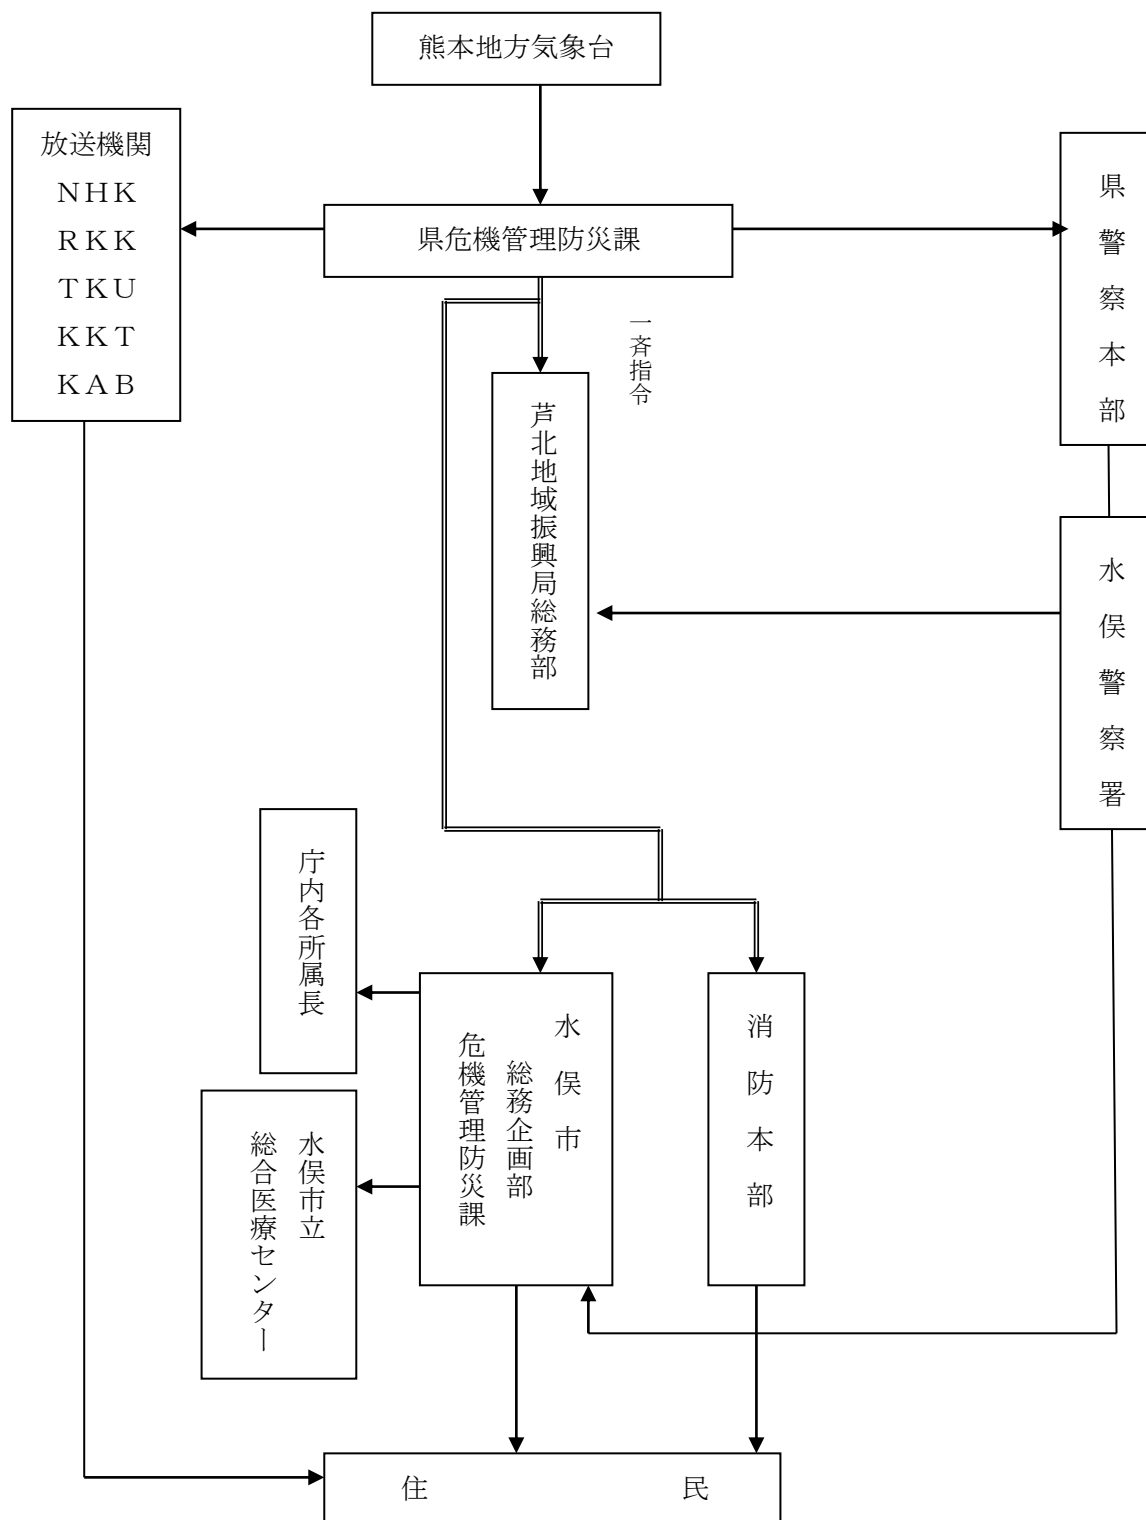 熊本地方気象台
放送機関
ＮＨＫ
ＲＫＫ
ＴＫＵ
ＫＫＴ
ＫＡＢ
県危機管理防災課
県警察本部
一斉指令
芦北地域振興局総務部
水俣警察署
庁内各所属長
水俣市
総務企画部
危機管理防災課
消防本部
水俣市立
総合医療センター
住民